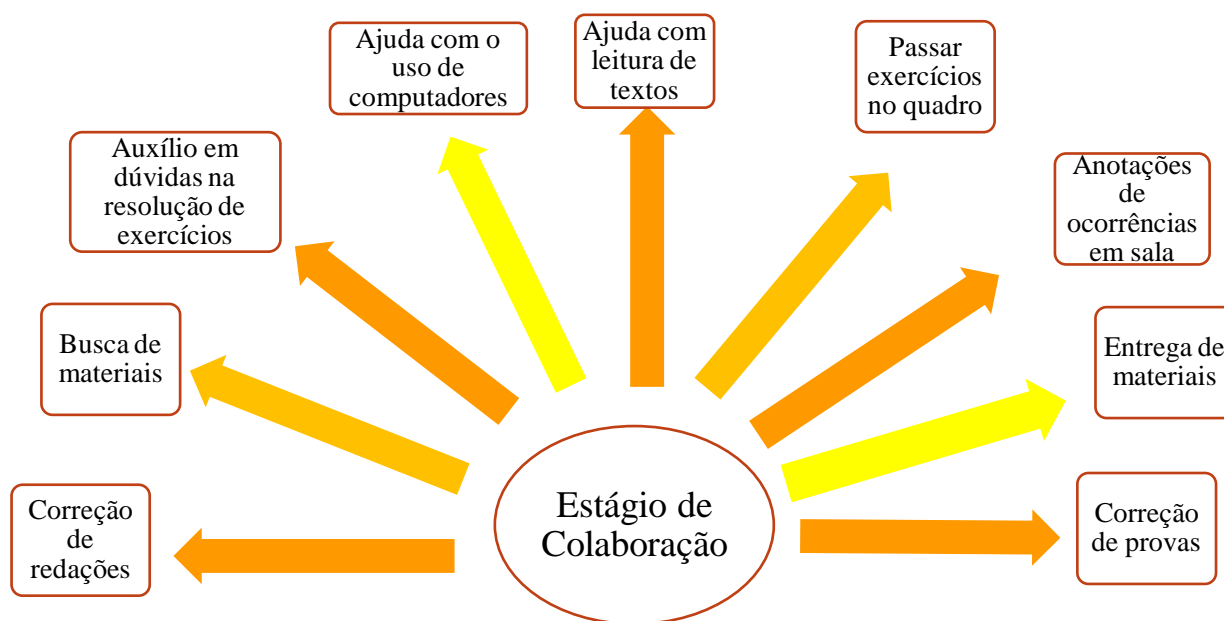 Ajuda com o
uso de
computadores
Ajuda com
leitura de
textos
Passar
exercícios
no quadro
Auxílio em
dúvidas na
resolução de
exercícios
Anotações
de
ocorrências
em sala
Busca de
materiais
Entrega de
materiais
Correção
de
redações
Estágio de
Colaboração
Correção
de provas